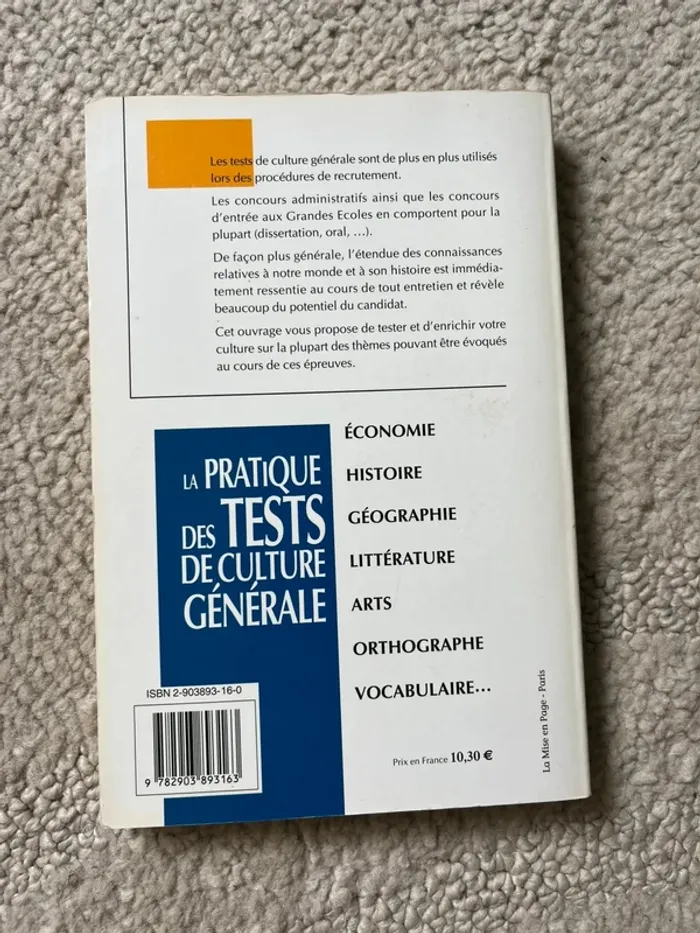 Les tests de culture générale sont de plus en plus utilisés
lors des procédures de recrutement.
Les concours administratifs ainsi que les concours
d'entrée aux Grandes Ecoles en comportent pour la
plupart (dissertation, oral, ...).
De façon plus générale, l'étendue des connaissances
relatives à notre monde et à son histoire est immédia-
tement ressentie au cours de tout entretien et révèle
beaucoup du potentiel du candidat.
Cet ouvrage vous propose de tester et d'enrichir votre
culture sur la plupart des thèmes pouvant être évoqués
au cours de ces épreuves.
LA PRATIQUE
DES TESTS
DE CULTURE
GÉNÉRALE
ÉCONOMIE
HISTOIRE
GÉOGRAPHIE
LITTÉRATURE
ARTS
ORTHOGRAPHE
VOCABULAIRE...
ISBN 2-903893-16-0
9 782903 893163
Prix en France 10,30 €
La Mise en Page - Paris